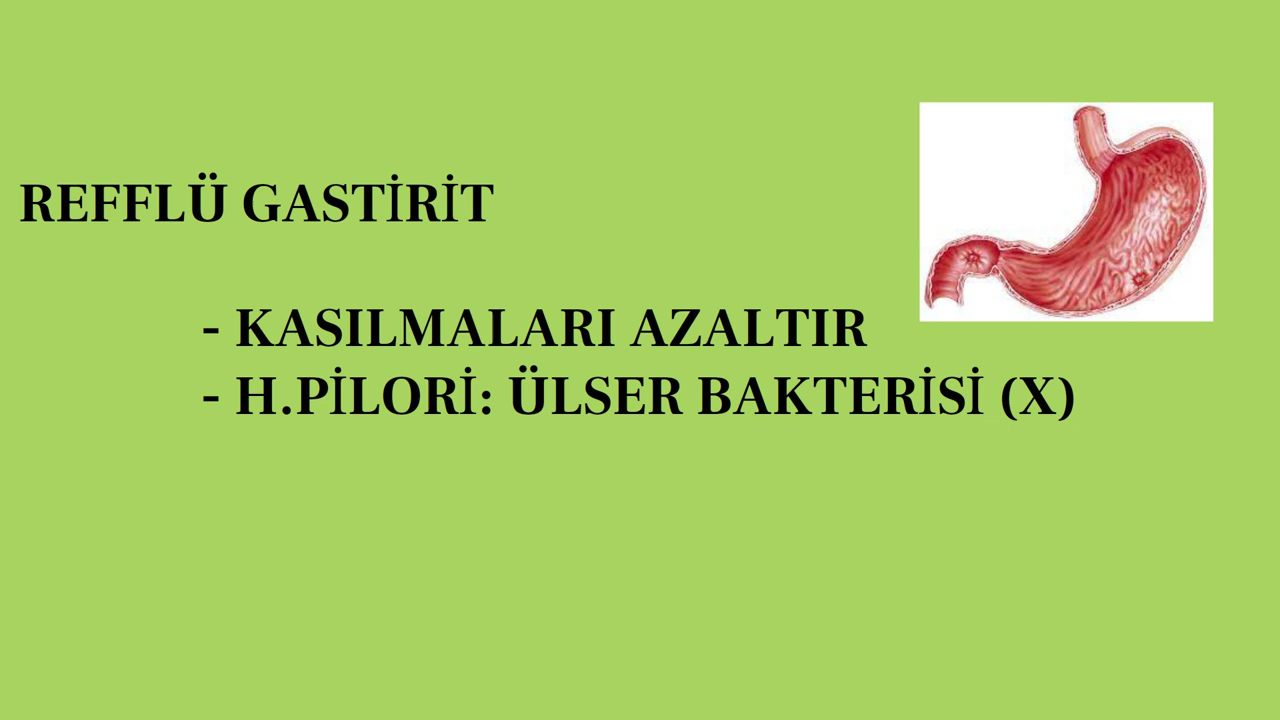 REFFLÜ GASTİRİT
- KASILMALARI AZALTIR
- H.PİLORİ: ÜLSER BAKTERİSİ (X)